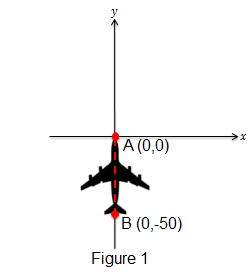 y
x
A (0,0)
B (0,-50)
Figure 1